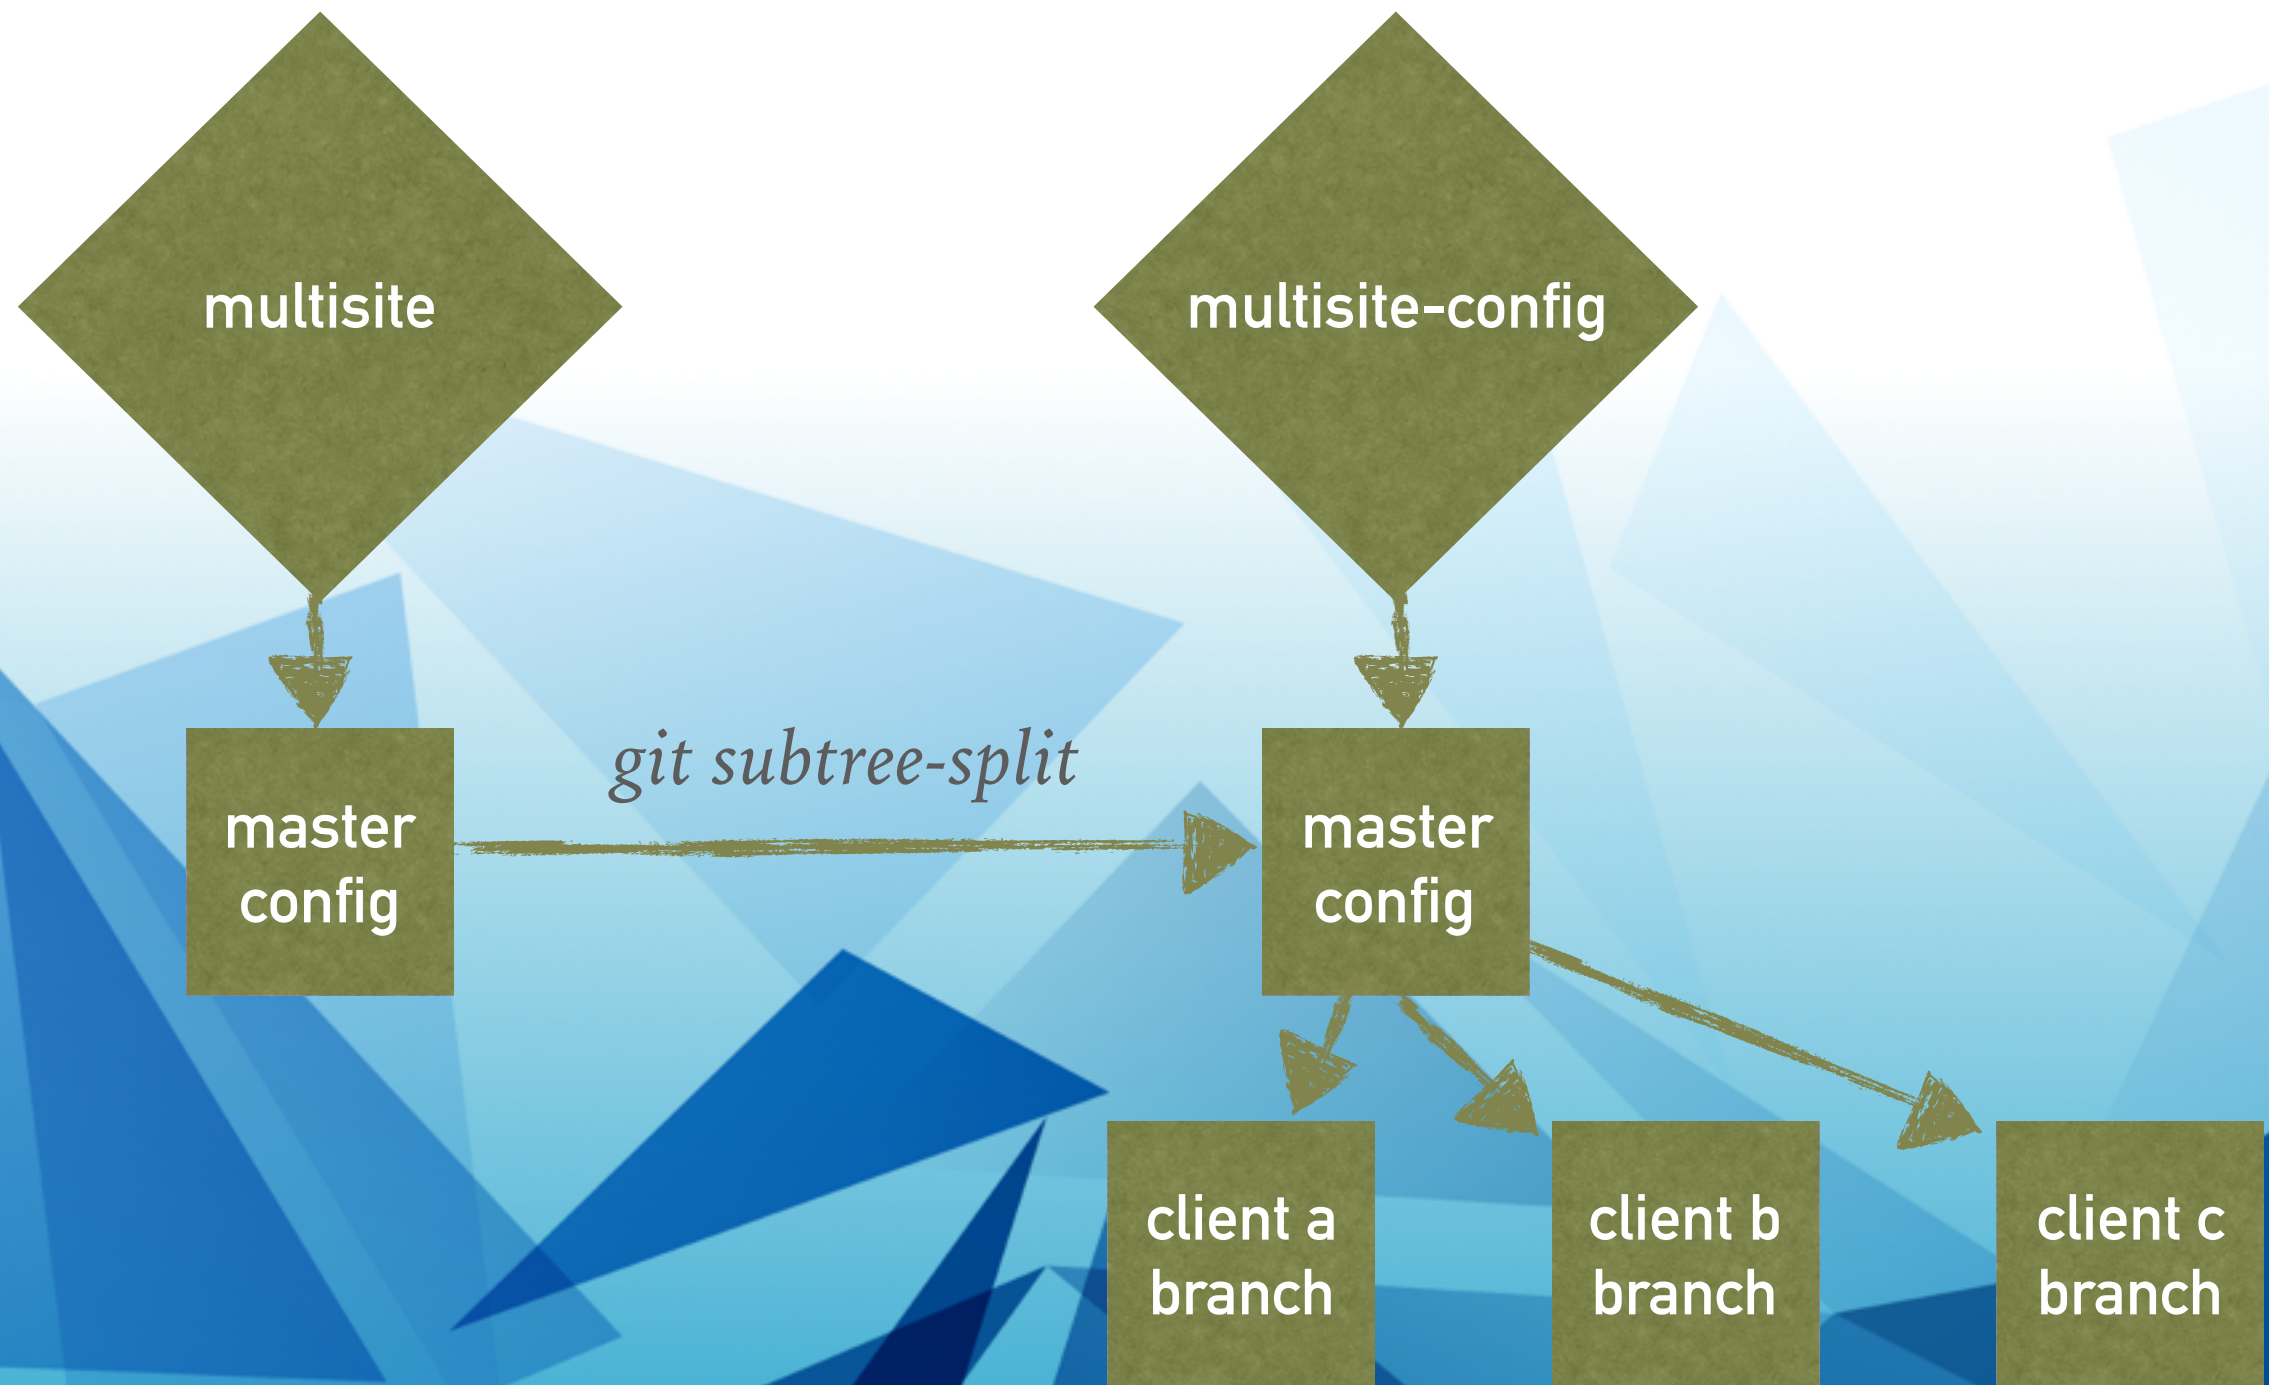 multisite
multisite-config
git subtree-split
master
config
master
config
client a
branch
client b
branch
client c
branch